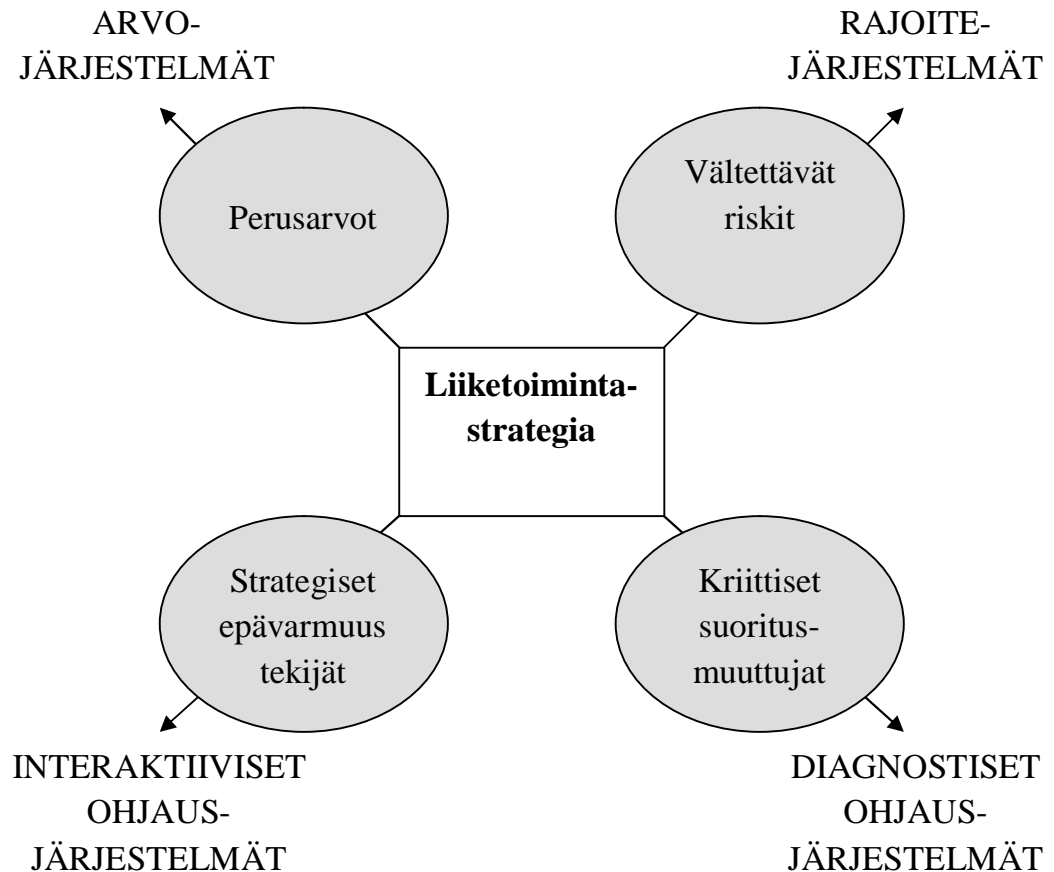 ARVO-
JÄRJESTELMÄT
RAJOITE-
JÄRJESTELMÄT
Perusarvot
Vältettävät
riskit
Liiketoiminta-
strategia
Strategiset
epävarmuus
tekijät
Kriittiset
suoritus-
muuttujat
INTERAKTIIVISET
OHJAUS-
JÄRJESTELMÄT
DIAGNOSTISET
OHJAUS-
JÄRJESTELMÄT